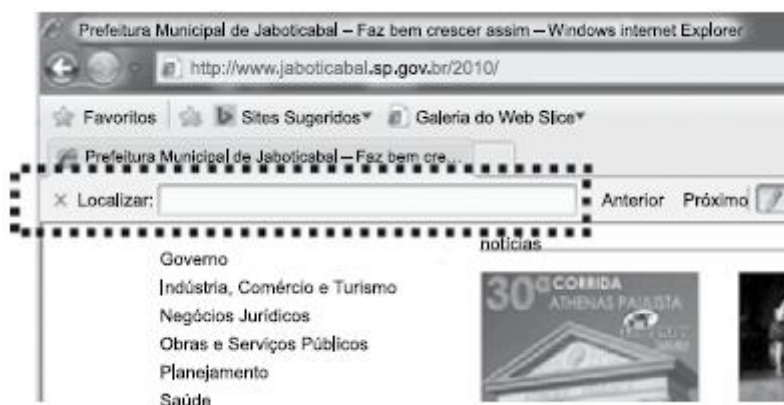 Prefeitura Municipal de Jaboticabal – Faz bem crescer assim – Windows internet Explorer
http://www.jaboticabal.sp.gov.br/2010/
Favoritos Sites Sugeridos Galeria do Web Slice
Prefeitura Municipal de Jaboticabal – Faz bem cre...
× Localizar: Anterior Próximo
notícias
Governo
Indústria, Comércio e Turismo
Negócios Jurídicos
Obras e Serviços Públicos
Planejamento
Saúde
30ª CORRIDA
ATHENAS PAULISTA